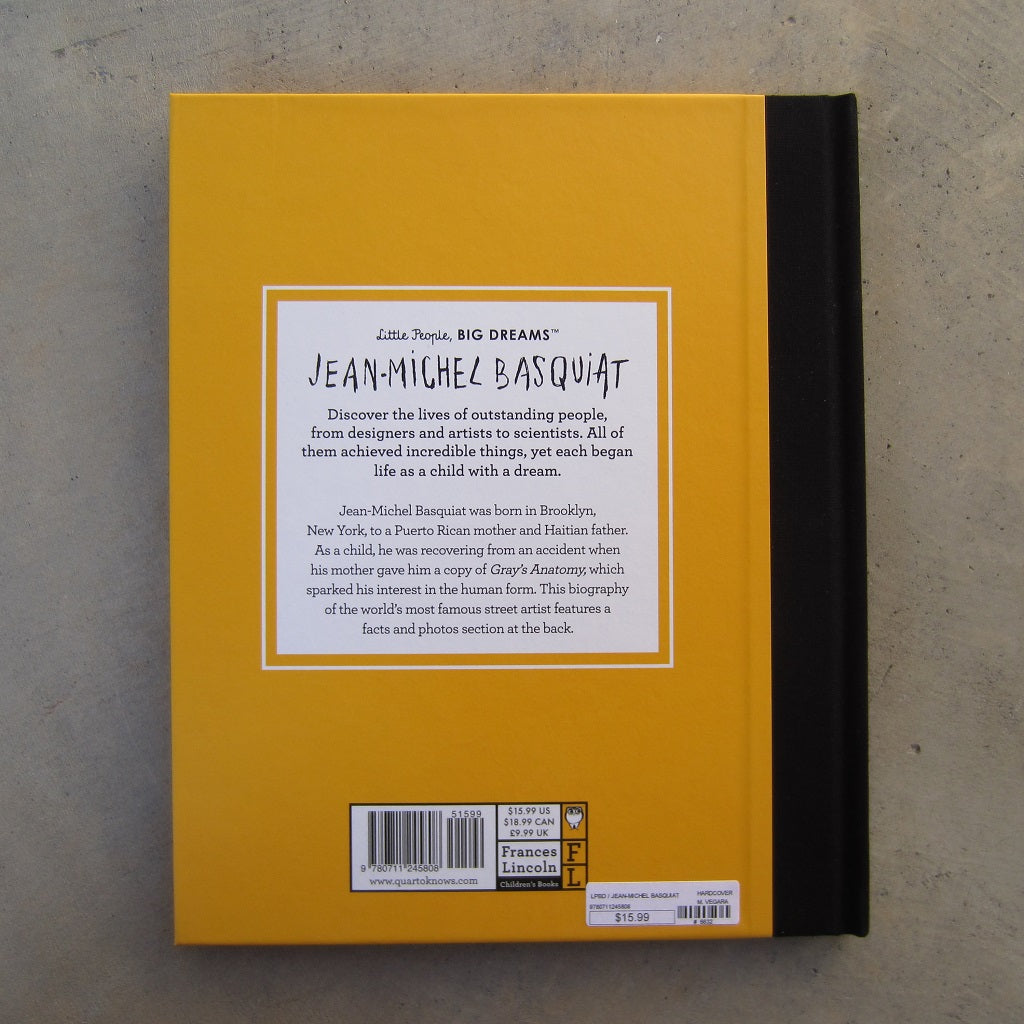 Little People, BIG DREAMS™
JEAN-MICHEL BASQUIAT
Discover the lives of outstanding people,
from designers and artists to scientists. All of
them achieved incredible things, yet each began
life as a child with a dream.
Jean-Michel Basquiat was born in Brooklyn,
New York, to a Puerto Rican mother and Haitian father.
As a child, he was recovering from an accident when
his mother gave him a copy of Gray's Anatomy, which
sparked his interest in the human form. This biography
of the world's most famous street artist features a
facts and photos section at the back.
51599
9 780711 245808
www.quartoknows.com
$15.99 US
$18.99 CAN
£9.99 UK
Frances
Lincoln
Children's Books
F
L
LPBD / JEAN-MICHEL BASQUIAT HARDCOVER
9780711245808 M. VEGARA
$15.99
# 5632